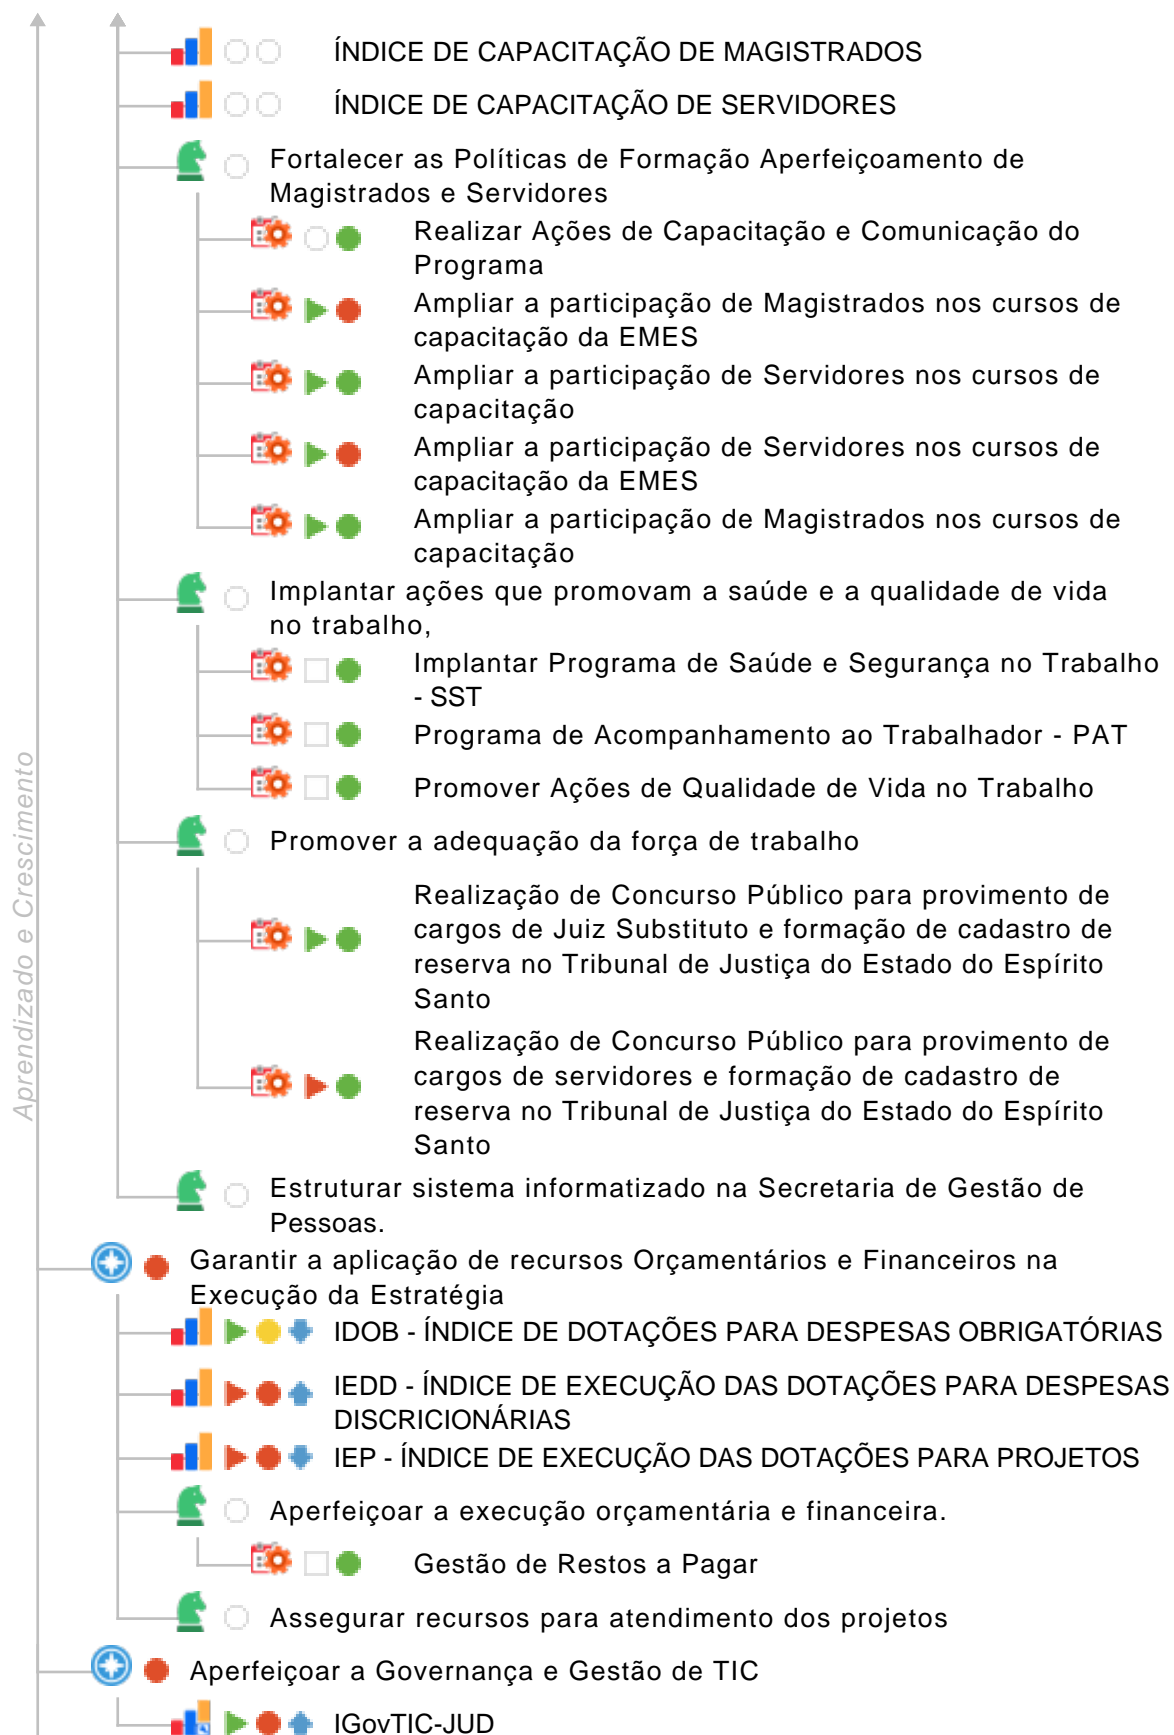 ÍNDICE DE CAPACITAÇÃO DE MAGISTRADOS
ÍNDICE DE CAPACITAÇÃO DE SERVIDORES
Fortalecer as Políticas de Formação Aperfeiçoamento de
Magistrados e Servidores
Realizar Ações de Capacitação e Comunicação do
Programa
Ampliar a participação de Magistrados nos cursos de
capacitação da EMES
Ampliar a participação de Servidores nos cursos de
capacitação
Ampliar a participação de Servidores nos cursos de
capacitação da EMES
Ampliar a participação de Magistrados nos cursos de
capacitação
Implantar ações que promovam a saúde e a qualidade de vida
no trabalho,
Implantar Programa de Saúde e Segurança no Trabalho
- SST
Programa de Acompanhamento ao Trabalhador - PAT
Promover Ações de Qualidade de Vida no Trabalho
Promover a adequação da força de trabalho
Realização de Concurso Público para provimento de
cargos de Juiz Substituto e formação de cadastro de
reserva no Tribunal de Justiça do Estado do Espírito
Santo
Realização de Concurso Público para provimento de
cargos de servidores e formação de cadastro de
reserva no Tribunal de Justiça do Estado do Espírito
Santo
Estruturar sistema informatizado na Secretaria de Gestão de
Pessoas.
Aprendizado e Crescimento
Garantir a aplicação de recursos Orçamentários e Financeiros na
Execução da Estratégia
IDOB - ÍNDICE DE DOTAÇÕES PARA DESPESAS OBRIGATÓRIAS
IEDD - ÍNDICE DE EXECUÇÃO DAS DOTAÇÕES PARA DESPESAS
DISCRICIONÁRIAS
IEP - ÍNDICE DE EXECUÇÃO DAS DOTAÇÕES PARA PROJETOS
Aperfeiçoar a execução orçamentária e financeira.
Gestão de Restos a Pagar
Assegurar recursos para atendimento dos projetos
Aperfeiçoar a Governança e Gestão de TIC
IGovTIC-JUD